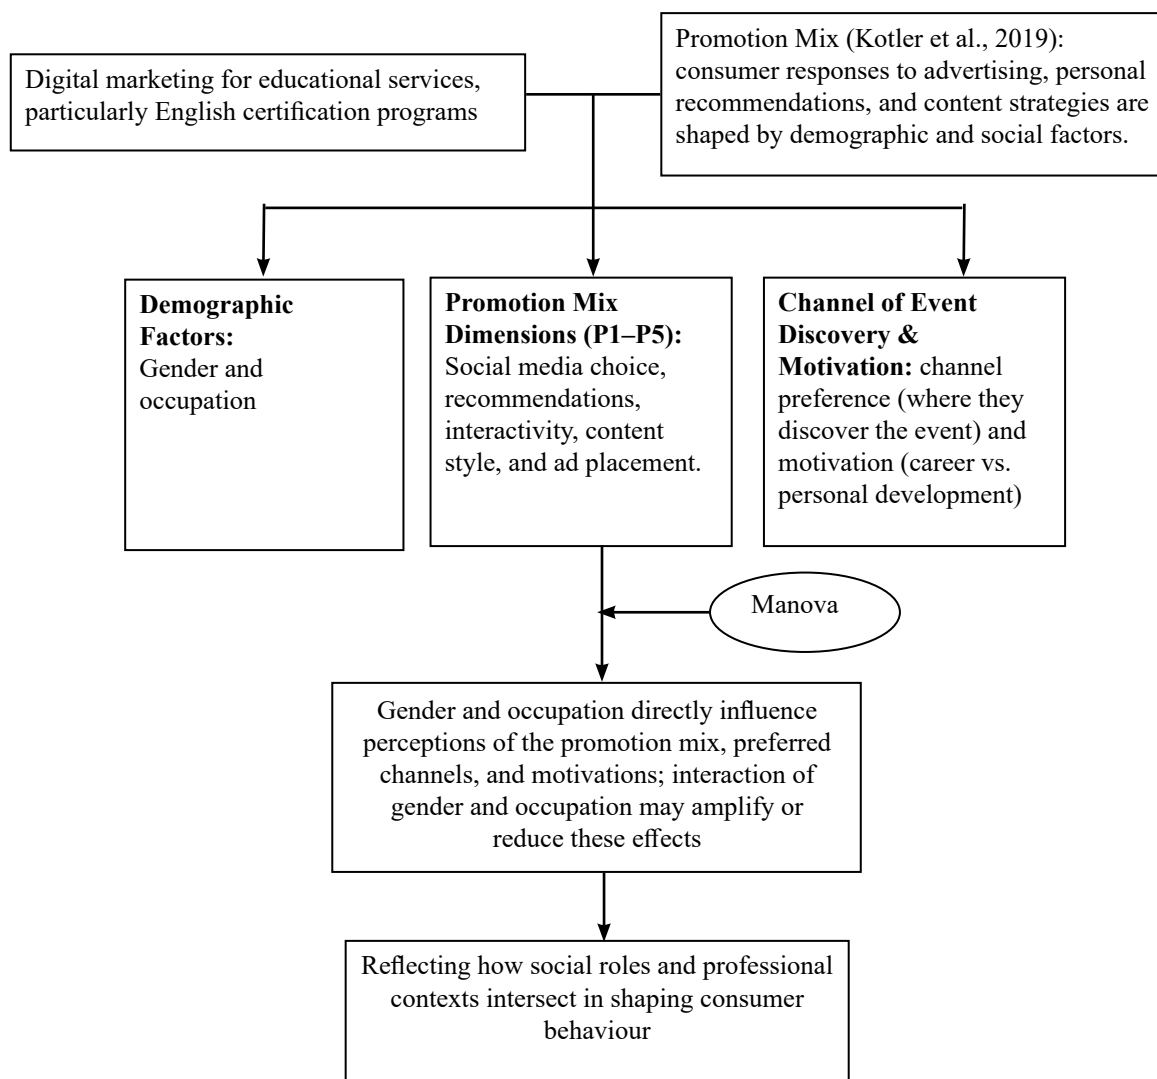 Digital marketing for educational services,
particularly English certification programs
Promotion Mix (Kotler et al., 2019):
consumer responses to advertising, personal
recommendations, and content strategies are
shaped by demographic and social factors.
Demographic
Factors:
Gender and
occupation
Promotion Mix
Dimensions (P1–P5):
Social media choice,
recommendations,
interactivity, content
style, and ad placement.
Channel of Event
Discovery &
Motivation: channel
preference (where they
discover the event) and
motivation (career vs.
personal development)
Manova
Gender and occupation directly influence
perceptions of the promotion mix, preferred
channels, and motivations; interaction of
gender and occupation may amplify or
reduce these effects
Reflecting how social roles and professional
contexts intersect in shaping consumer
behaviour